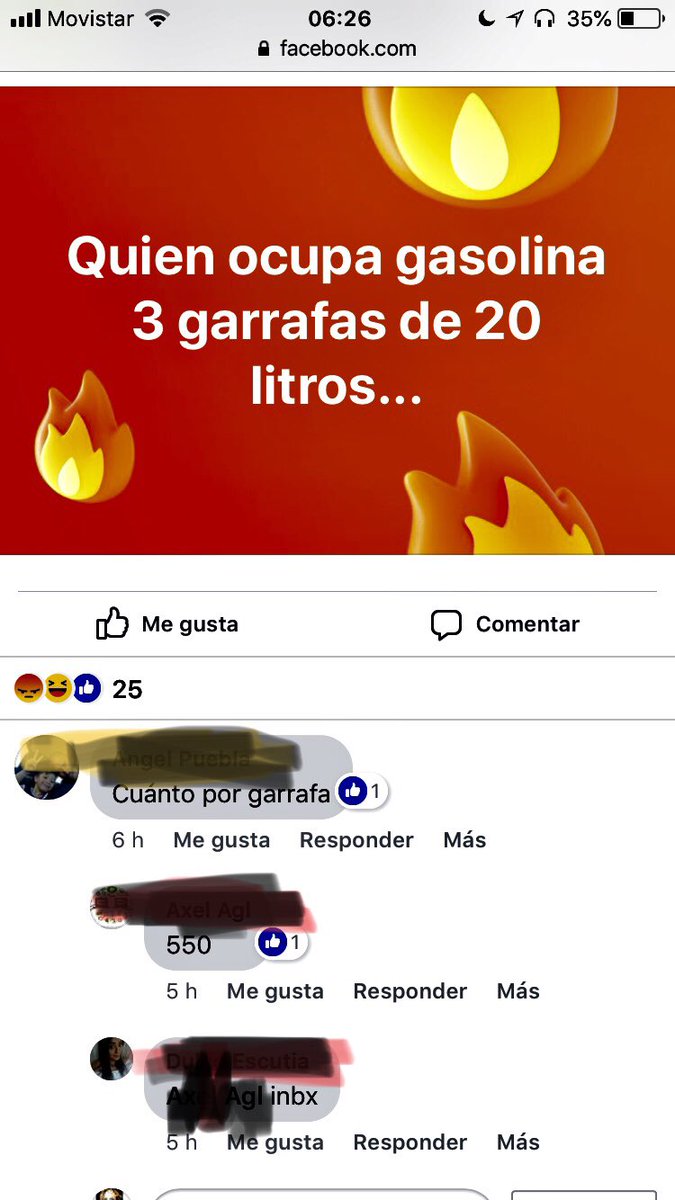 Movistar 06:26 35%
facebook.com
Quien ocupa gasolina
3 garrafas de 20
litros...
Me gusta Comentar
25
Cuánto por garrafa 1
6 h Me gusta Responder Más
550 1
5 h Me gusta Responder Más
inbx
5 h Me gusta Responder Más